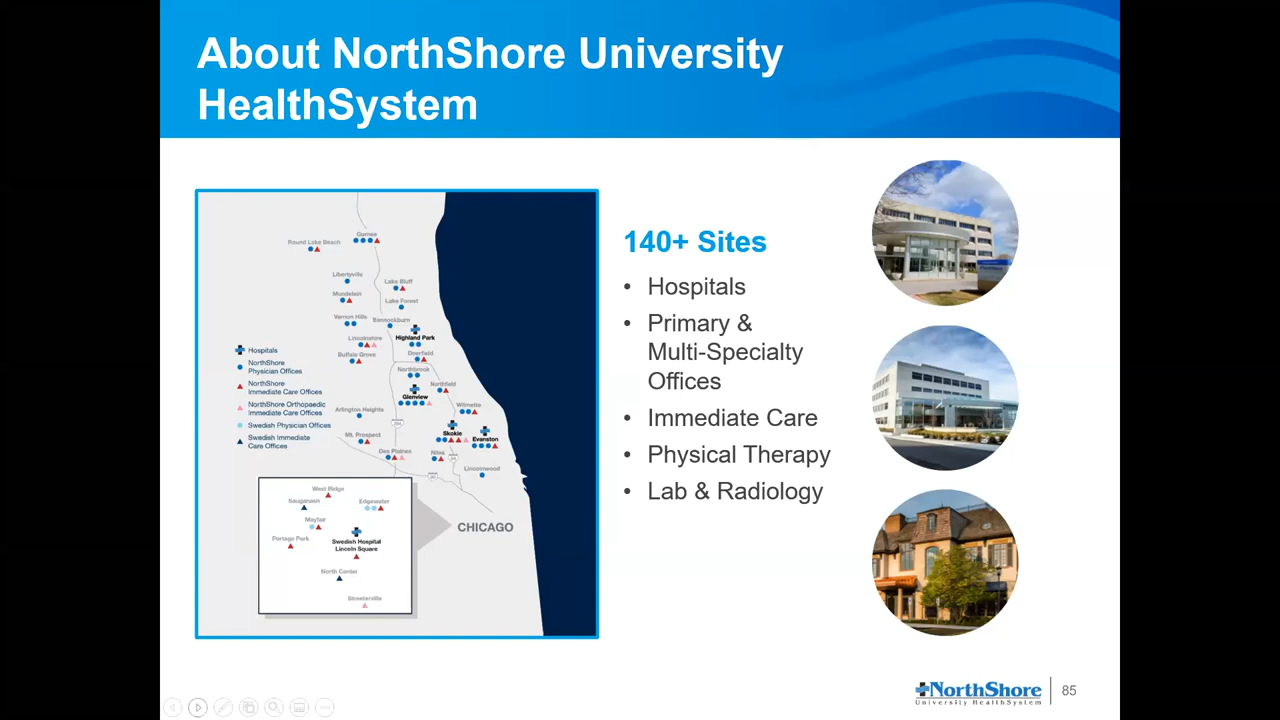 About NorthShore University
HealthSystem
Round Lake Beach
Gurnee
Libertyville
Mundelein
Lake Bluff
Lake Forest
Vernon Hills
Bannockburn
Highland Park
Lincolnshire
Buffalo Grove
Deerfield
Northbrook
Northfield
Glenview
Arlington Heights
Wilmette
Mt. Prospect
Skokie
Evanston
Des Plaines
Niles
Lincolnwood
294
94
90
Hospitals
NorthShore
Physician Offices
NorthShore
Immediate Care Offices
NorthShore Orthopaedic
Immediate Care Offices
Swedish Physician Offices
Swedish Immediate
Care Offices
West Ridge
Sauganash
Edgewater
Mayfair
Portage Park
Swedish Hospital
Lincoln Square
North Center
Streeterville
CHICAGO
140+ Sites
• Hospitals
• Primary &
Multi-Specialty
Offices
• Immediate Care
• Physical Therapy
• Lab & Radiology
NorthShore
University HealthSystem
85